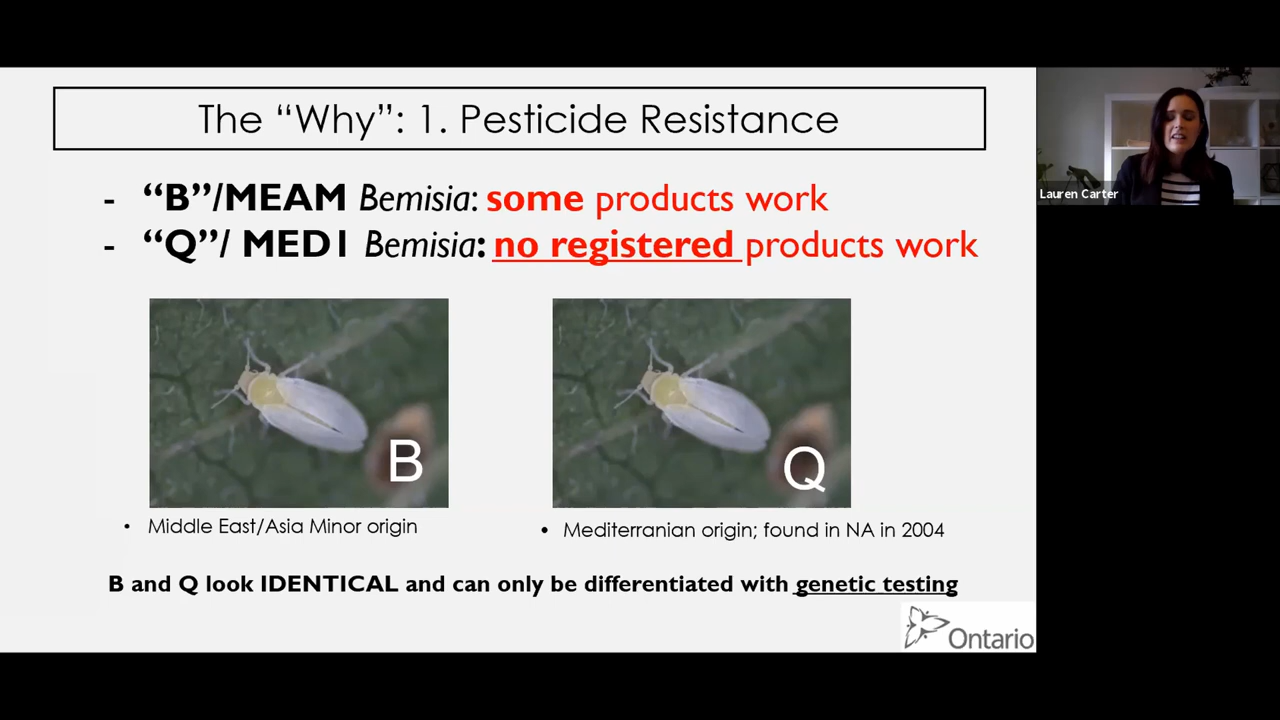 The “Why”: 1. Pesticide Resistance
- “B”/MEAM Bemisia: some products work
- “Q”/ MED1 Bemisia: no registered products work
B
Q
• Middle East/Asia Minor origin
• Mediterranian origin; found in NA in 2004
B and Q look IDENTICAL and can only be differentiated with genetic testing
Ontario
Lauren Carter